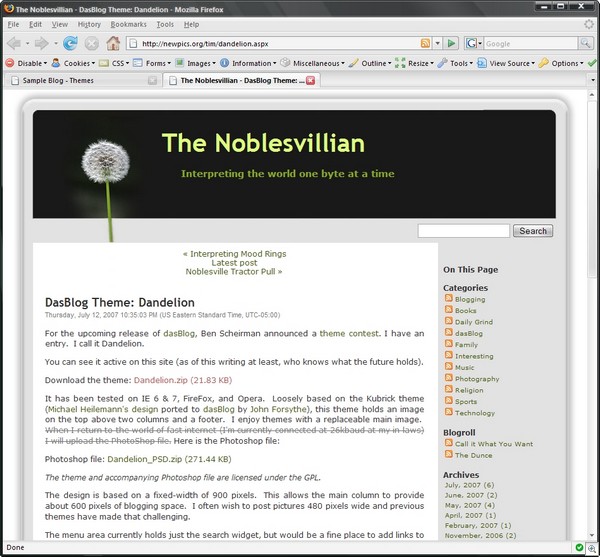 The Noblesvillian - DasBlog Theme: Dandelion - Mozilla Firefox
File Edit View History Bookmarks Tools Help
http://newpics.org/tim/dandelion.aspx
Google
Disable Cookies CSS Forms Images Information Miscellaneous Outline Resize Tools View Source Options
Sample Blog - Themes
The Noblesvillian - DasBlog Theme: ...
The Noblesvillian
Interpreting the world one byte at a time
Search
« Interpreting Mood Rings
Latest post
Noblesville Tractor Pull »
DasBlog Theme: Dandelion
Thursday, July 12, 2007 10:35:03 PM (US Eastern Standard Time, UTC-05:00)
For the upcoming release of dasBlog, Ben Scheirman announced a theme contest. I have an
entry. I call it Dandelion.
You can see it active on this site (as of this writing at least, who knows what the future holds).
Download the theme: Dandelion.zip (21.83 KB)
It has been tested on IE 6 & 7, FireFox, and Opera. Loosely based on the Kubrick theme
(Michael Heilemann's design ported to dasBlog by John Forsythe), this theme holds an image
on the top above two columns and a footer. I enjoy themes with a replaceable main image.
When I return to the world of fast internet (I'm currently connected at 26kbaud at my in laws)
I will upload the PhotoShop file. Here is the Photoshop file:
Photoshop file: Dandelion_PSD.zip (271.44 KB)
The theme and accompanying Photoshop file are licensed under the GPL.
The design is based on a fixed-width of 900 pixels. This allows the main column to provide
about 600 pixels of blogging space. I often wish to post pictures 480 pixels wide and previous
themes have made that challenging.
The menu area currently holds just the search widget, but would be a fine place to add links to
On This Page
Categories
Blogging
Books
Daily Grind
dasBlog
Family
Interesting
Music
Photography
Religion
Sports
Technology
Blogroll
Call it What You Want
The Dunce
Archives
July, 2007 (6)
June, 2007 (2)
May, 2007 (4)
April, 2007 (1)
February, 2007 (1)
November, 2006 (2)
Done